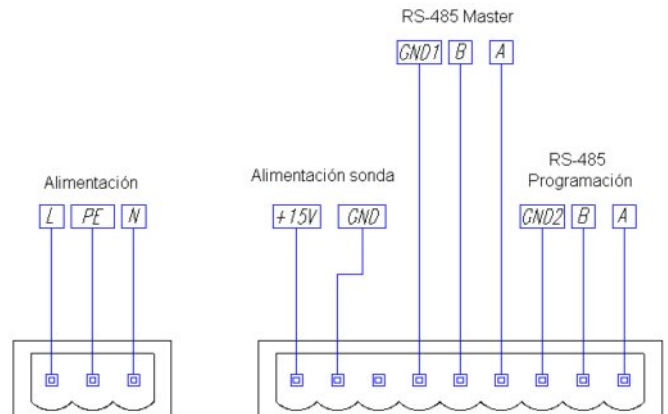 RS-485 Master
GND1 B A
Alimentación
L PE N
Alimentación sonda
+15V GND
RS-485
Programación
GND2 B A